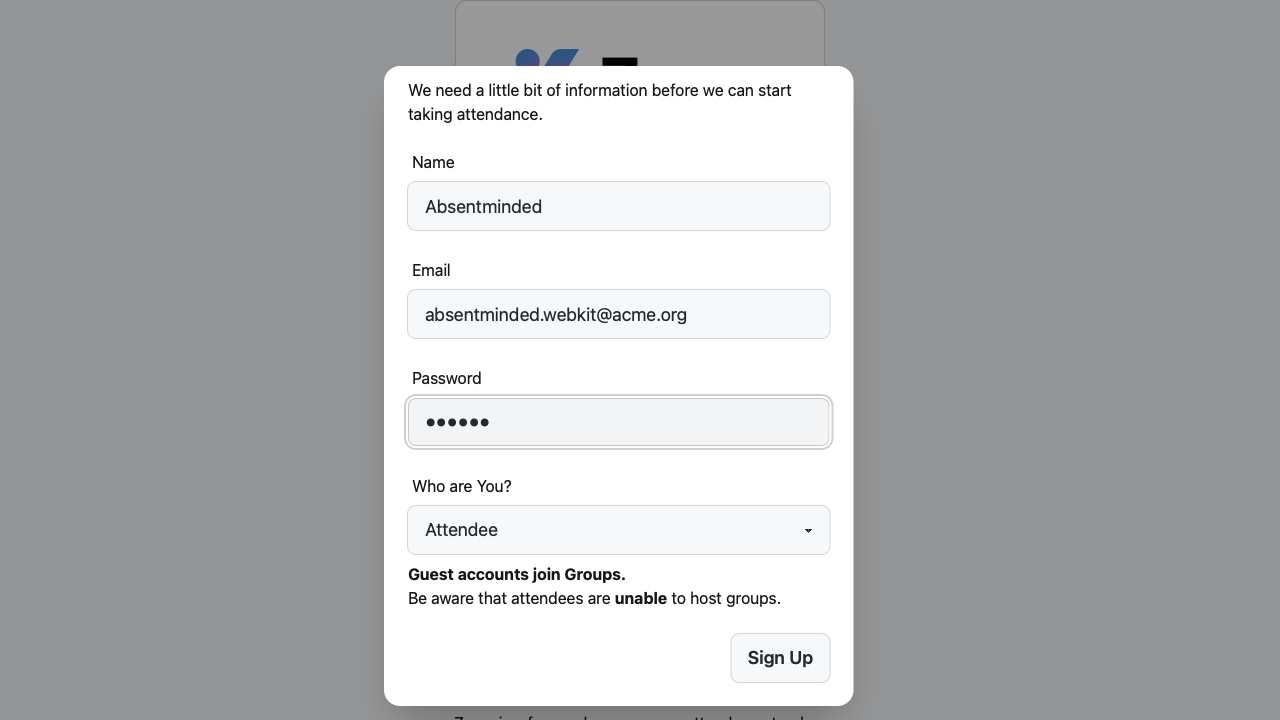 We need a little bit of information before we can start
taking attendance.
Name
Absentminded
Email
absentminded.webkit@acme.org
Password
●●●●●●
Who are You?
Attendee
Guest accounts join Groups.
Be aware that attendees are unable to host groups.
Sign Up